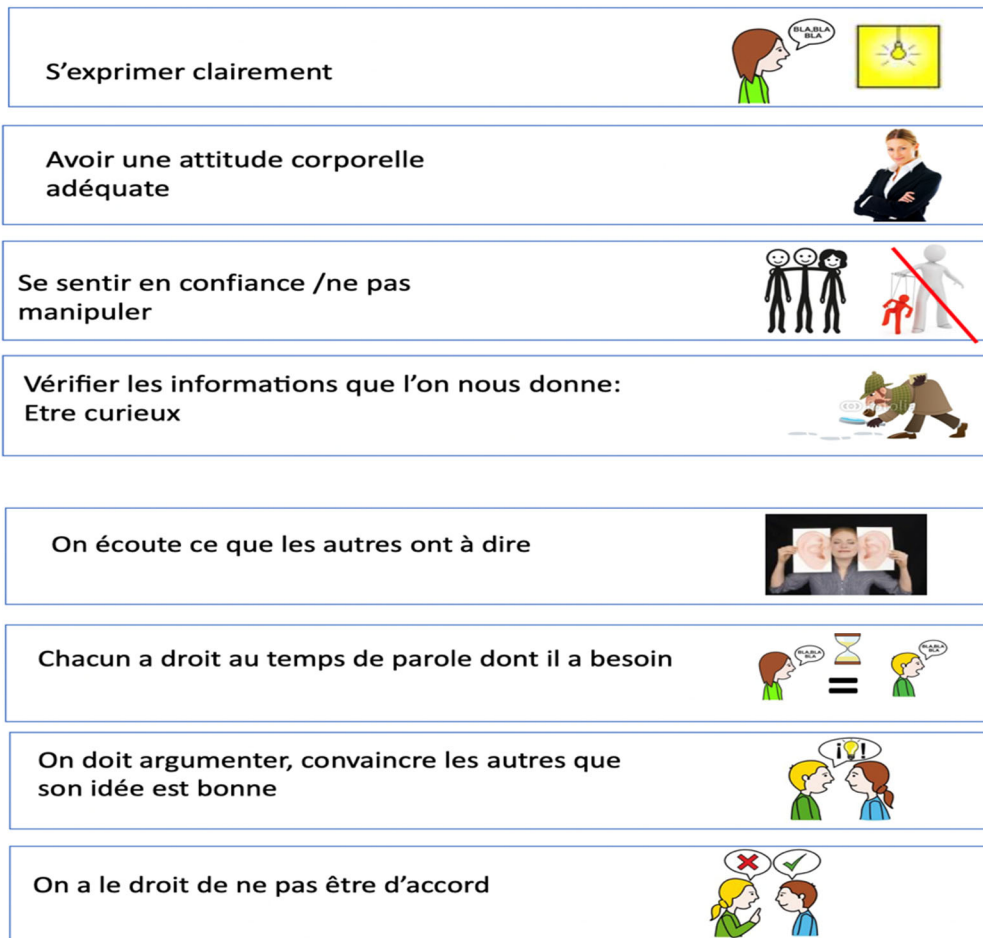 BLA,BLA
BLA
S’exprimer clairement
Avoir une attitude corporelle
adéquate
Se sentir en confiance /ne pas
manipuler
Vérifier les informations que l’on nous donne:
Etre curieux
On écoute ce que les autres ont à dire
Chacun a droit au temps de parole dont il a besoin
BLA,BLA
BLA
=
BLA,BLA
BLA
On doit argumenter, convaincre les autres que
son idée est bonne
¡ !
On a le droit de ne pas être d’accord